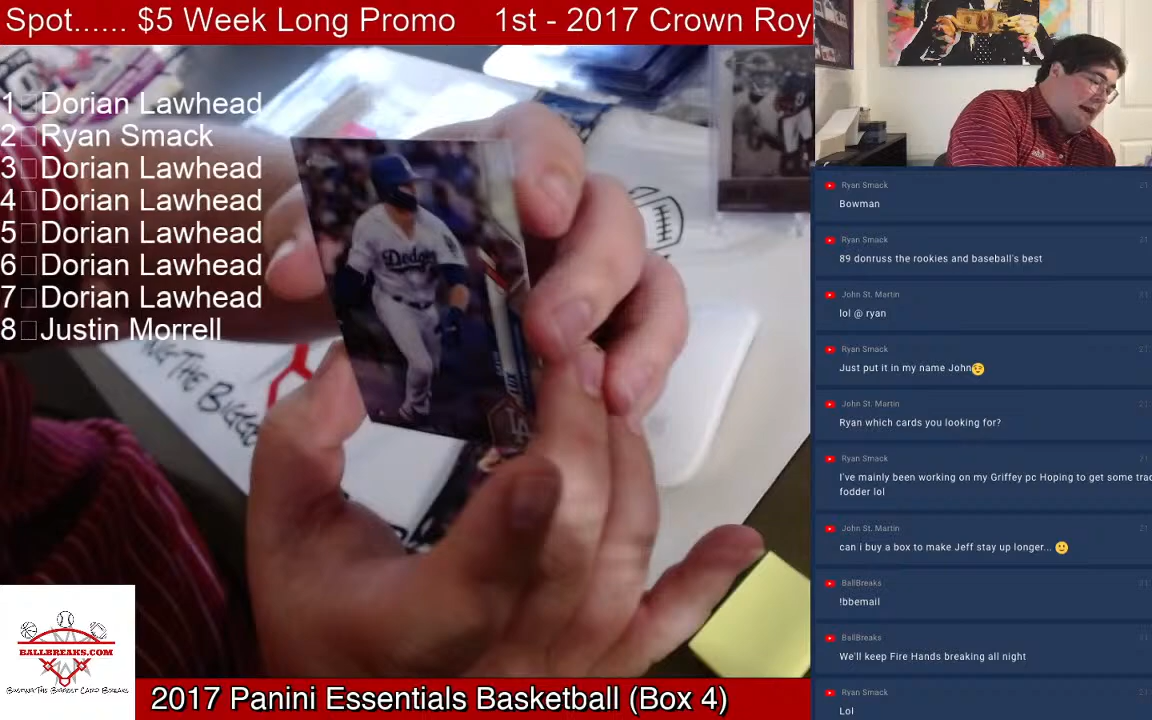 Spot...... $5 Week Long Promo 1st - 2017 Crown Roy
1 Dorian Lawhead
2 Ryan Smack
3 Dorian Lawhead
4 Dorian Lawhead
5 Dorian Lawhead
6 Dorian Lawhead
7 Dorian Lawhead
8 Justin Morrell
Dodgers
LUX
BALLBREAKS.COM
BUSTING THE BIGGEST CARD BREAKS
2017 Panini Essentials Basketball (Box 4)
Ryan Smack
Bowman
Ryan Smack
89 donruss the rookies and baseball's best
John St. Martin
lol @ ryan
Ryan Smack
Just put it in my name John😉
John St. Martin
Ryan which cards you looking for?
Ryan Smack
I've mainly been working on my Griffey pc Hoping to get some trac
fodder lol
John St. Martin
can i buy a box to make Jeff stay up longer... 🙂
BallBreaks
!bbemail
BallBreaks
We'll keep Fire Hands breaking all night
Ryan Smack
Lol